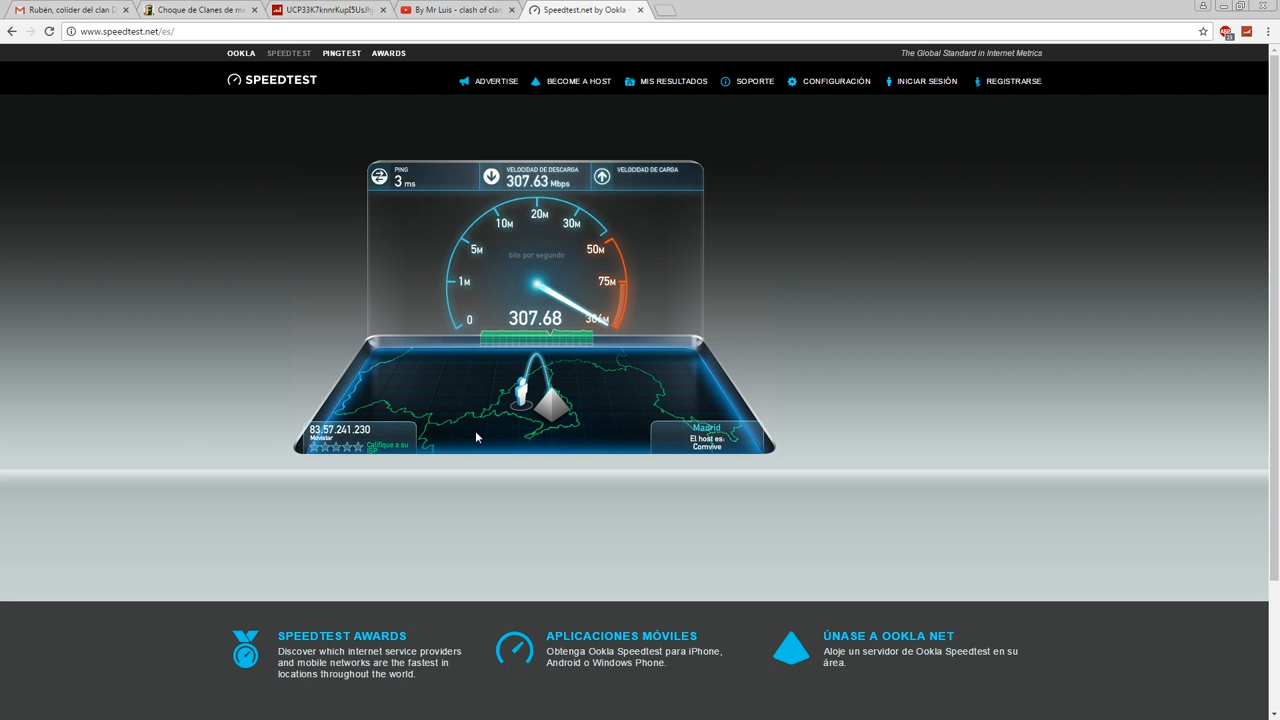 Rubén, colider del clan D
Choque de Clanes de me
UCP33K7knnrKupI5UsJhj
By Mr Luis - clash of clan
Speedtest.net by Ookla -
www.speedtest.net/es/
OOKLA SPEEDTEST PINGTEST AWARDS
The Global Standard in Internet Metrics
SPEEDTEST
ADVERTISE BECOME A HOST MIS RESULTADOS SOPORTE CONFIGURACIÓN INICIAR SESIÓN REGISTRARSE
PING
3 ms
VELOCIDAD DE DESCARGA
307.63 Mbps
VELOCIDAD DE CARGA
20M
10M 30M
5M 50M
bits por segundo
1M 75M
0 307.68
83.57.241.230
Movistar
Califique a su
ISP
Madrid
El host es:
Comvive
SPEEDTEST AWARDS
Discover which internet service providers
and mobile networks are the fastest in
locations throughout the world.
APLICACIONES MÓVILES
Obtenga Ookla Speedtest para iPhone,
Android o Windows Phone.
ÚNASE A OOKLA NET
Aloje un servidor de Ookla Speedtest en su
área.